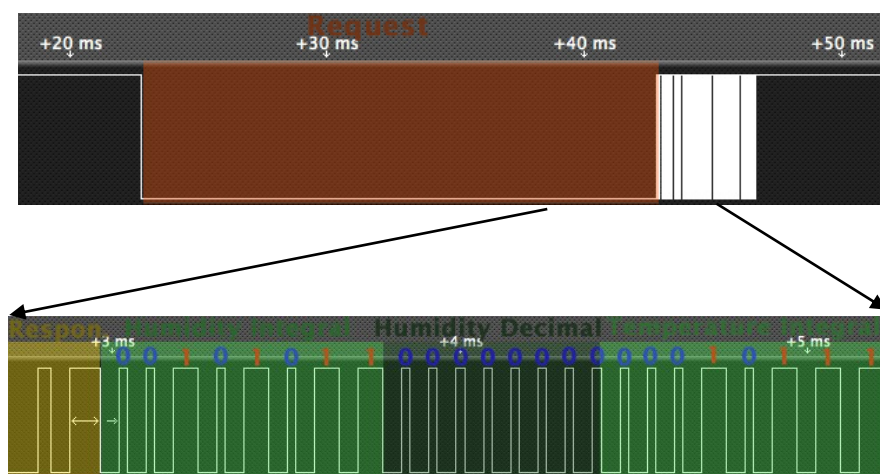 Request
+20 ms +30 ms +40 ms +50 ms
Respon Humidity Integral Humidity Decimal Temperature Integral
+3 ms +4 ms +5 ms
0 0 1 0 1 0 1 1 0 0 0 0 0 0 0 0 0 0 0 1 0 1 1 1